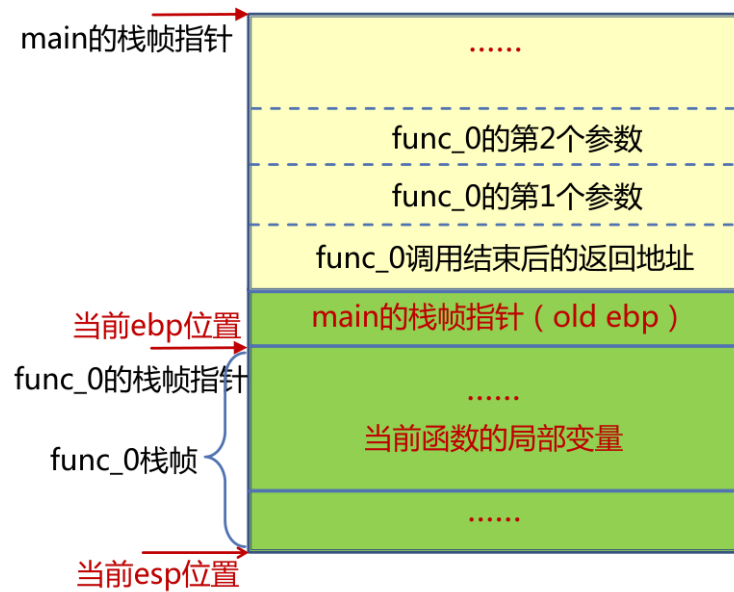 main的栈帧指针
......
func_0的第2个参数
func_0的第1个参数
func_0调用结束后的返回地址
当前ebp位置
main的栈帧指针（old ebp）
func_0的栈帧指针
......
当前函数的局部变量
func_0栈帧
......
当前esp位置